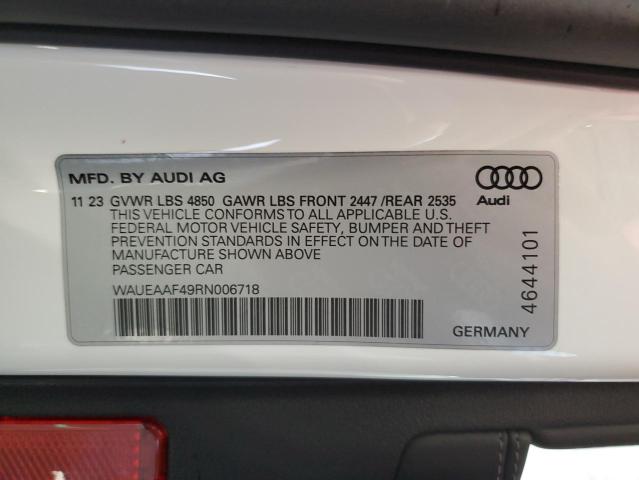 MFD. BY AUDI AG
Audi
11 23 GVWR LBS 4850 GAWR LBS FRONT 2447 /REAR 2535
THIS VEHICLE CONFORMS TO ALL APPLICABLE U.S.
FEDERAL MOTOR VEHICLE SAFETY, BUMPER AND THEFT
PREVENTION STANDARDS IN EFFECT ON THE DATE OF
MANUFACTURE SHOWN ABOVE
PASSENGER CAR
WAUEAAF49RN006718
4644101
GERMANY